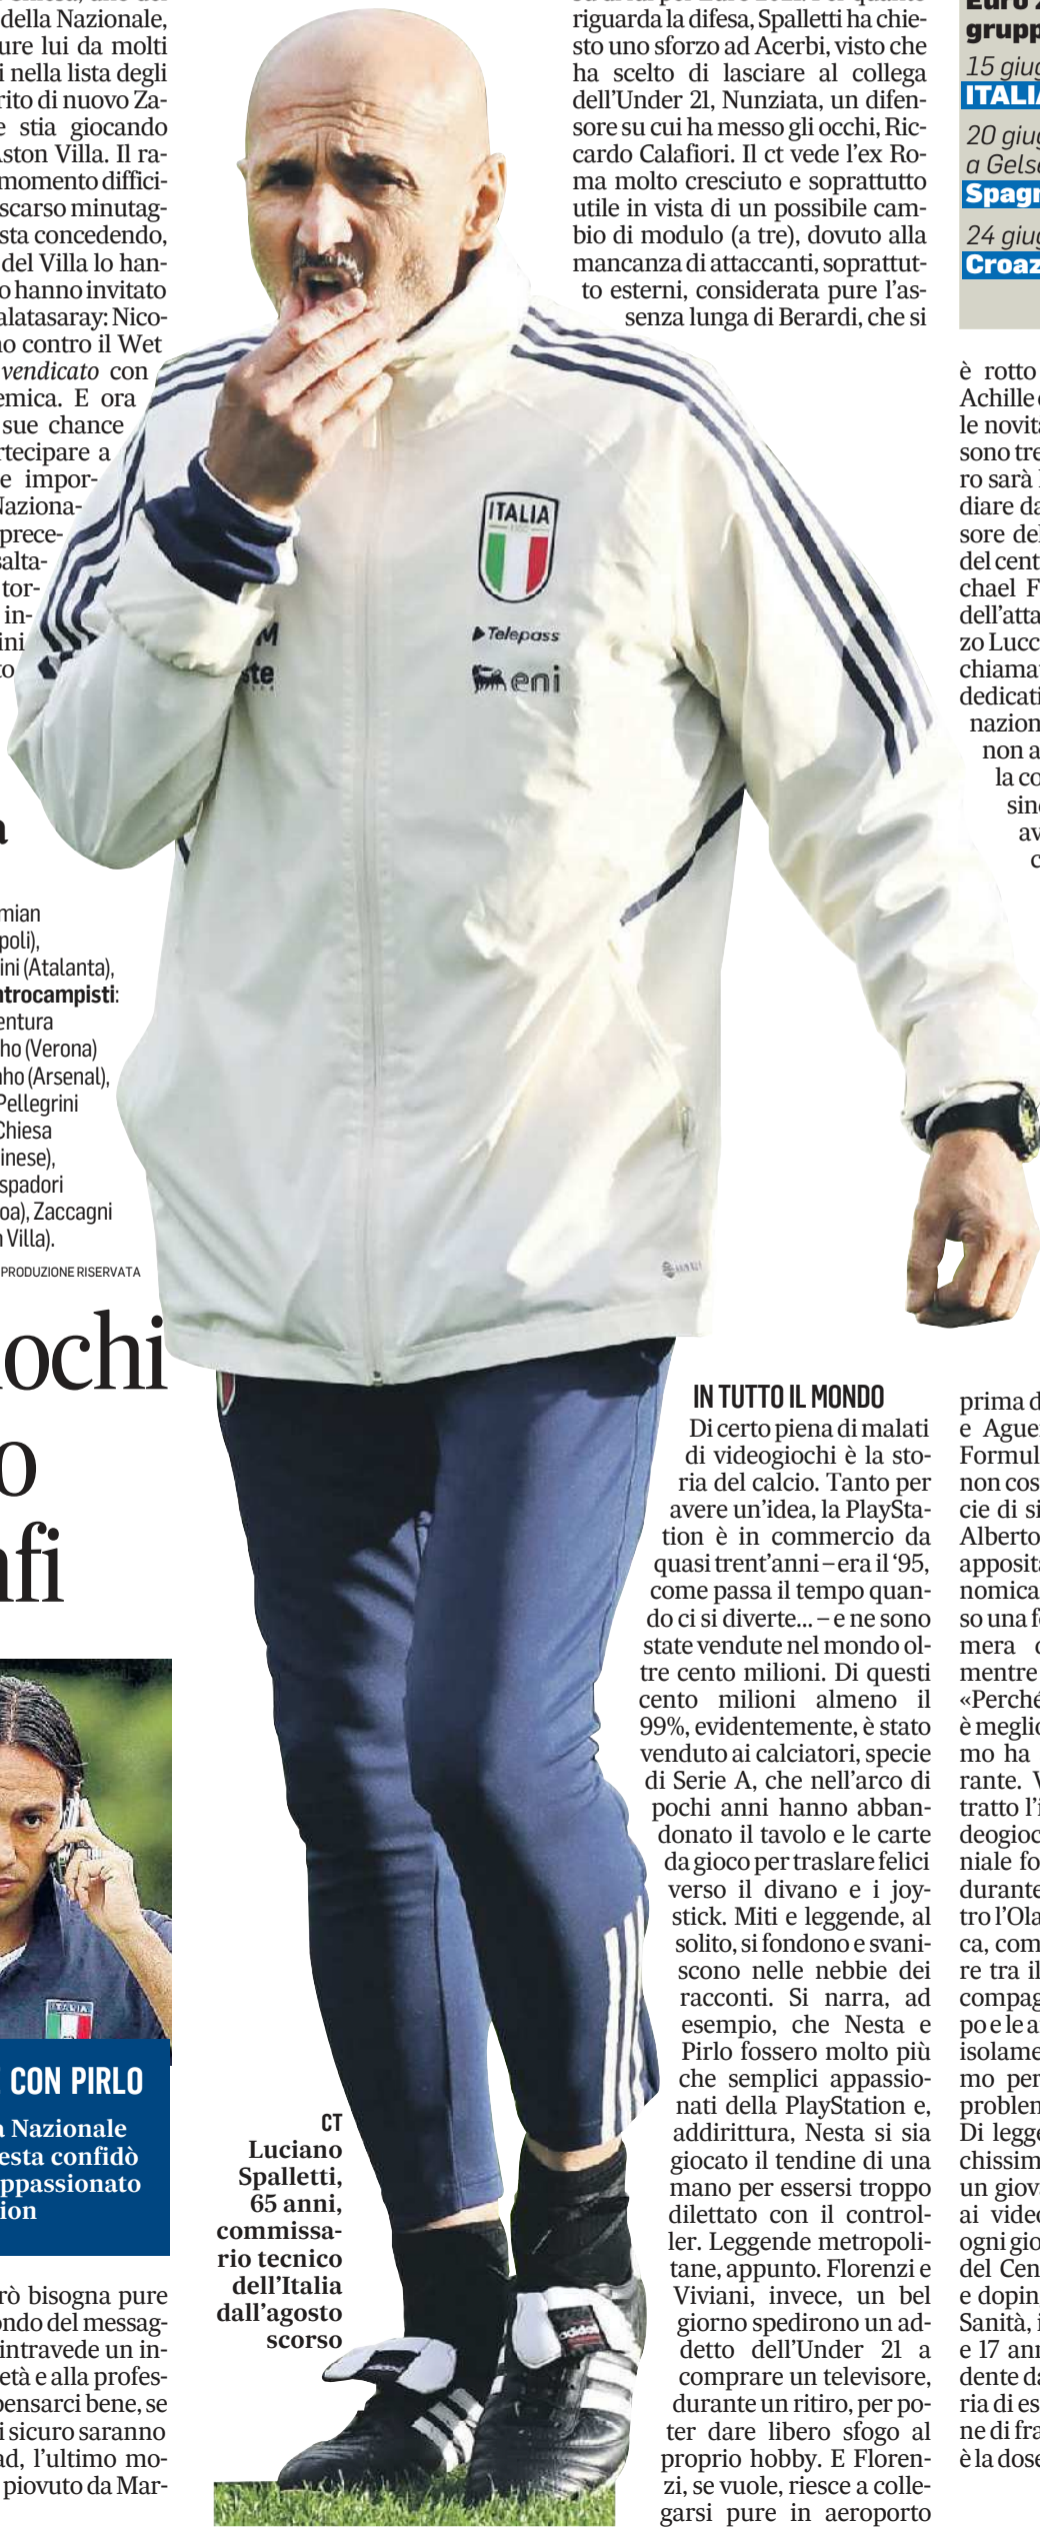 della Nazionale,
ure lui da molti
i nella lista degli
rito di nuovo Za-
e stia giocando
ston Villa. Il ra-
momento diffici-
scarso minutag-
sta concedendo,
del Villa lo han-
o hanno invitato
alatasaray: Nico-
no contro il Wet
vendicato con
emica. E ora
sue chance
rtecipare a
e impor-
Naziona-
prece-
salta-
tor-
in-
ini
to
a
mian
poli),
ini (Atalanta),
ntrocampisti:
entura
ho (Verona)
nho (Arsenal),
Pellegrini
Chiesa
inese),
spadori
oa), Zaccagni
n Villa).
PRODUZIONE RISERVATA
iochi
o
nfi
ITALIA
CON PIRLO
a Nazionale
esta confidò
ppassionato
ion
rò bisogna pure
ondo del messag-
intravede un in-
età e alla profes-
pensarci bene, se
i sicuro saranno
ad, l'ultimo mo-
piovuto da Mar-
ITALIA
Telepass
eni
M
ste
CT
Luciano
Spalletti,
65 anni,
commissa-
rio tecnico
dell'Italia
dall'agosto
scorso
adidas
riguarda la difesa, Spalletti ha chie-
sto uno sforzo ad Acerbi, visto che
ha scelto di lasciare al collega
dell'Under 21, Nunziata, un difen-
sore su cui ha messo gli occhi, Ric-
cardo Calafiori. Il ct vede l'ex Ro-
ma molto cresciuto e soprattutto
utile in vista di un possibile cam-
bio di modulo (a tre), dovuto alla
mancanza di attaccanti, soprattut-
to esterni, considerata pure l'as-
senza lunga di Berardi, che si
IN TUTTO IL MONDO
Di certo piena di malati
di videogiochi è la sto-
ria del calcio. Tanto per
avere un'idea, la PlaySta-
tion è in commercio da
quasi trent'anni – era il '95,
come passa il tempo quan-
do ci si diverte... – e ne sono
state vendute nel mondo ol-
tre cento milioni. Di questi
cento milioni almeno il
99%, evidentemente, è stato
venduto ai calciatori, specie
di Serie A, che nell'arco di
pochi anni hanno abban-
donato il tavolo e le carte
da gioco per traslare felici
verso il divano e i joy-
stick. Miti e leggende, al
solito, si fondono e svani-
scono nelle nebbie dei
racconti. Si narra, ad
esempio, che Nesta e
Pirlo fossero molto più
che semplici appassio-
nati della PlayStation e,
addirittura, Nesta si sia
giocato il tendine di una
mano per essersi troppo
dilettato con il control-
ler. Leggende metropoli-
tane, appunto. Florenzi e
Viviani, invece, un bel
giorno spedirono un ad-
detto dell'Under 21 a
comprare un televisore,
durante un ritiro, per po-
ter dare libero sfogo al
proprio hobby. E Floren-
zi, se vuole, riesce a colle-
garsi pure in aeroporto
Euro 2
grupp
15 giug
ITALIA
20 giug
a Gelse
Spagn
24 giug
Croaz
è rotto
Achille
le novita
sono tre
ro sarà
diare da
sore del
del cent
chael F
dell'atta
zo Lucc
chiama
dedicati
nazion
non a
la co
sin
av
c
prima d
e Ague
Formul
non cos
cie di si
Alberto
apposita
nomica
so una f
mera
mentre
«Perché
è meglio
mo ha
rante. V
tratto l'i
deogioc
niale fo
durante
tro l'Ola
ca, com
re tra il
compag
po e le a
isolame
mo per
problem
Di legge
chissim
un giov
ai vide
ogni gio
del Cen
e dopin
Sanità, i
e 17 ann
dente da
ria di es
ne di fra
è la dose